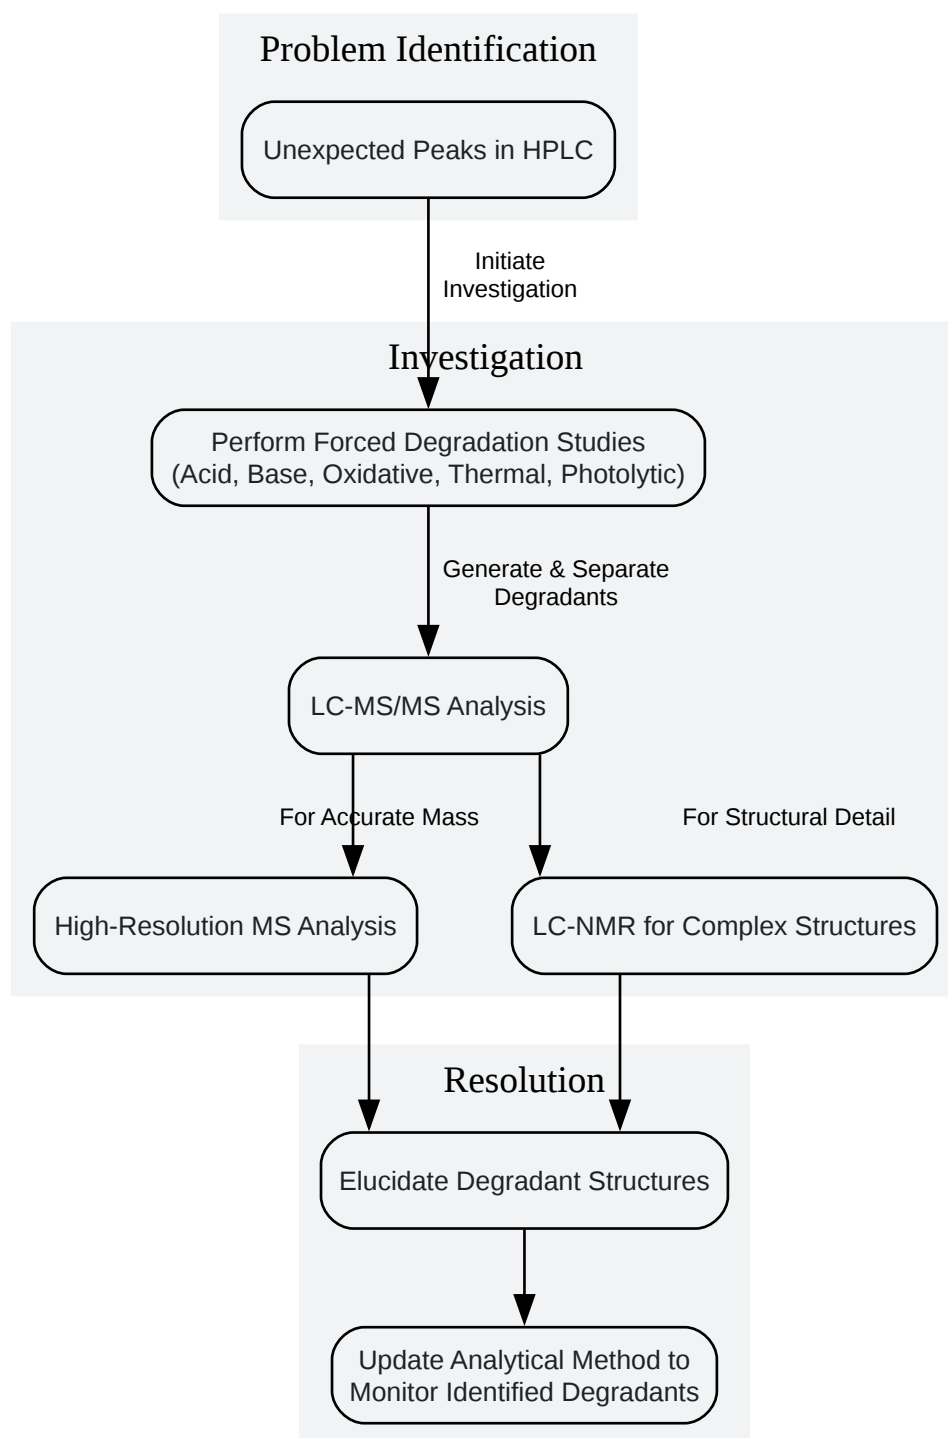 Problem Identification
Unexpected Peaks in HPLC
Initiate
Investigation
Investigation
Perform Forced Degradation Studies
(Acid, Base, Oxidative, Thermal, Photolytic)
Generate & Separate
Degradants
LC-MS/MS Analysis
For Accurate Mass
For Structural Detail
High-Resolution MS Analysis
LC-NMR for Complex Structures
Resolution
Elucidate Degradant Structures
Update Analytical Method to
Monitor Identified Degradants